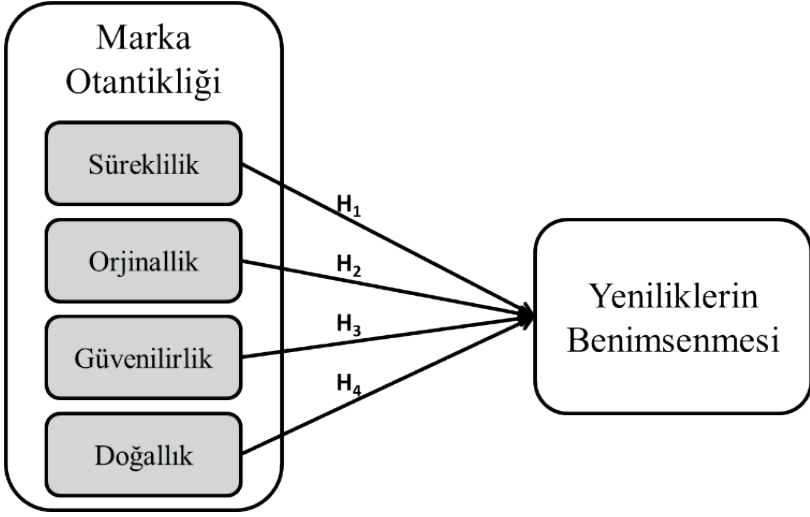 Marka
Otantikliği
Süreklilik
Orjinallik
Güvenilirlik
Doğallık
H₁
H₂
H₃
H₄
Yeniliklerin
Benimsenmesi